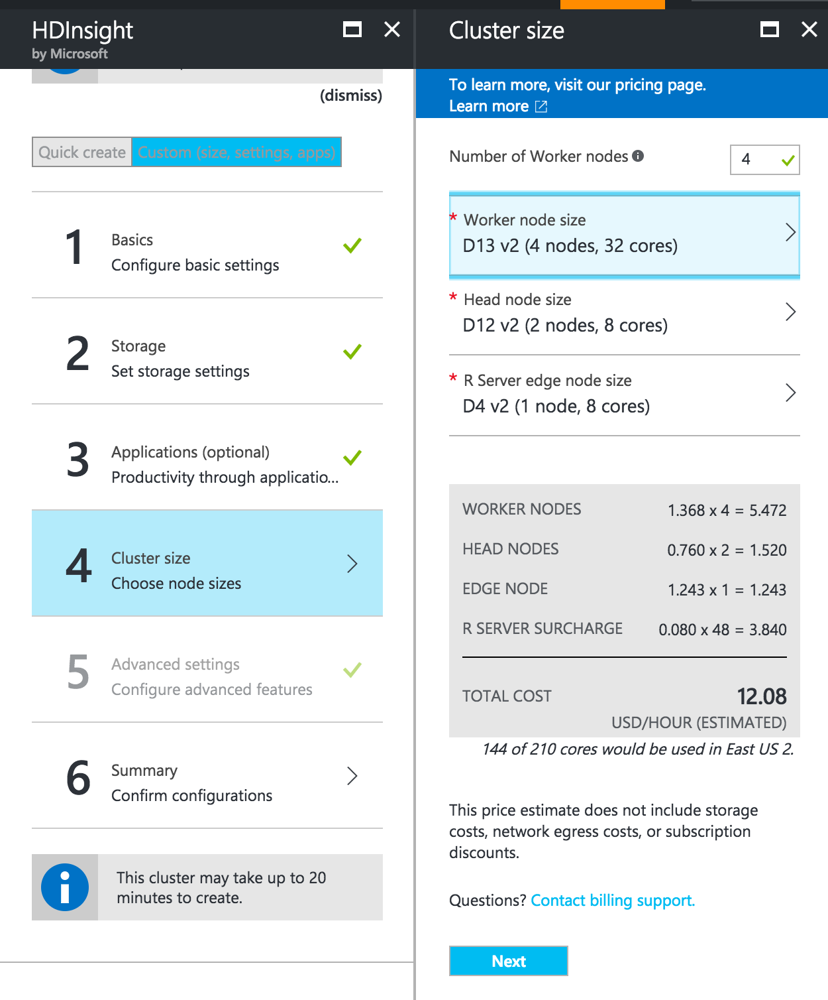 HDInsight
by Microsoft
(dismiss)
Quick create
Custom (size, settings, apps)
1
Basics
Configure basic settings
2
Storage
Set storage settings
3
Applications (optional)
Productivity through applicatio...
4
Cluster size
Choose node sizes
5
Advanced settings
Configure advanced features
6
Summary
Confirm configurations
This cluster may take up to 20
minutes to create.
Cluster size
To learn more, visit our pricing page.
Learn more
Number of Worker nodes
4
* Worker node size
D13 v2 (4 nodes, 32 cores)
* Head node size
D12 v2 (2 nodes, 8 cores)
* R Server edge node size
D4 v2 (1 node, 8 cores)
WORKER NODES 1.368 x 4 = 5.472
HEAD NODES 0.760 x 2 = 1.520
EDGE NODE 1.243 x 1 = 1.243
R SERVER SURCHARGE 0.080 x 48 = 3.840
TOTAL COST 12.08
USD/HOUR (ESTIMATED)
144 of 210 cores would be used in East US 2.
This price estimate does not include storage
costs, network egress costs, or subscription
discounts.
Questions? Contact billing support.
Next